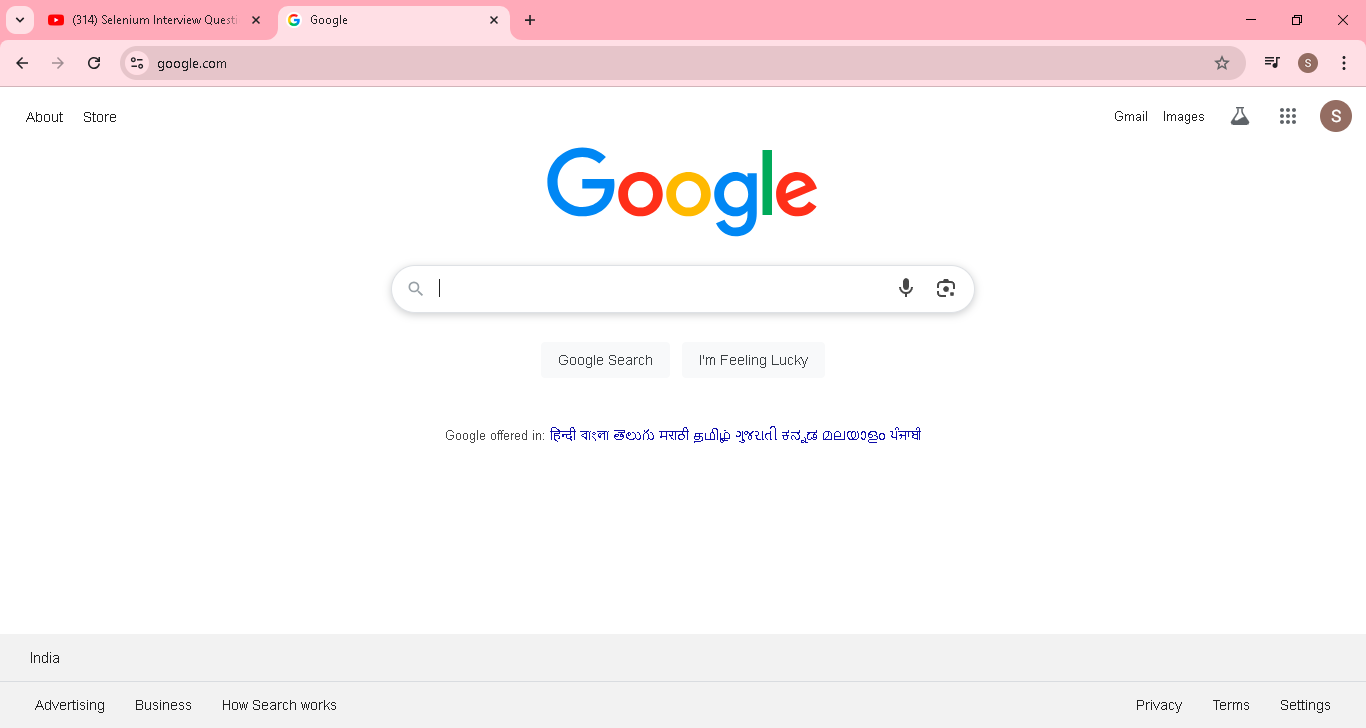 (314) Selenium Interview Questi
Google
google.com
S
About Store
Gmail Images
S
Google
Google Search I'm Feeling Lucky
Google offered in: हिन्दी বাংলা తెలుగు मराठी தமிழ் ગુજરાતી ಕನ್ನಡ മലയാളം ਪੰਜਾਬੀ
India
Advertising Business How Search works
Privacy Terms Settings